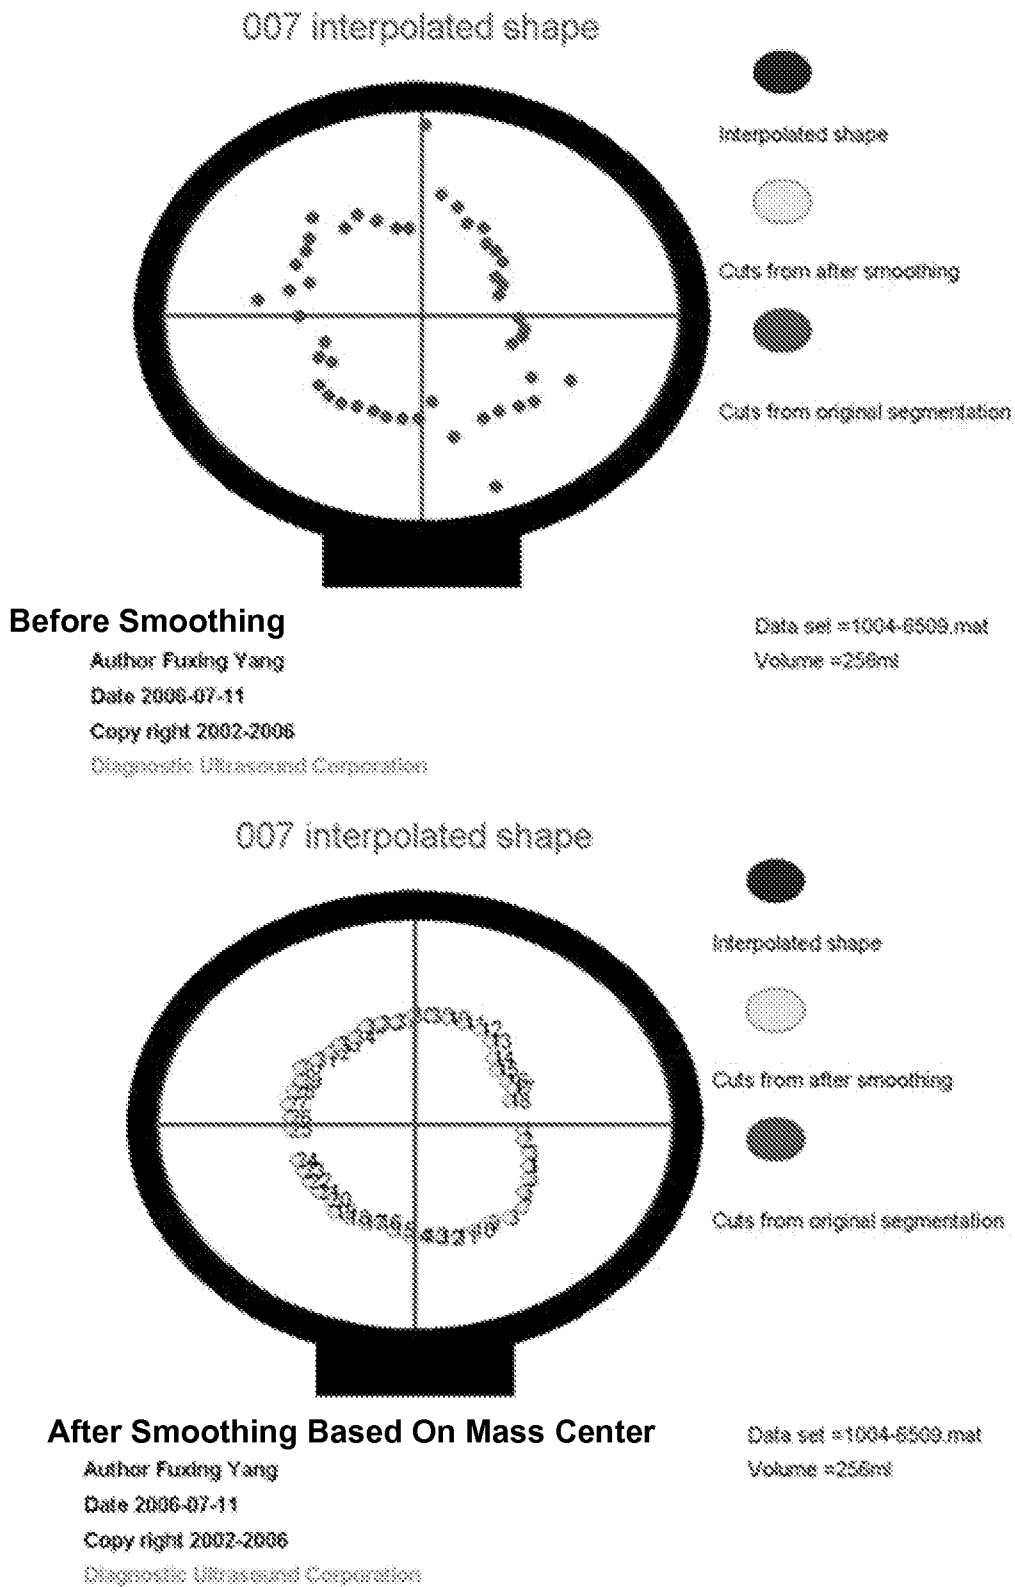 007 interpolated shape
Interpolated shape
Cuts from after smoothing
Cuts from original segmentation
Before Smoothing
Data set =1004-6509.mat
Volume =256ml
Author Fuxing Yang
Date 2006-07-11
Copy right 2002-2006
Diagnostic Ultrasound Corporation
007 interpolated shape
Interpolated shape
Cuts from after smoothing
Cuts from original segmentation
After Smoothing Based On Mass Center
Data set =1004-6509.mat
Volume =256ml
Author Fuxing Yang
Date 2006-07-11
Copy right 2002-2006
Diagnostic Ultrasound Corporation